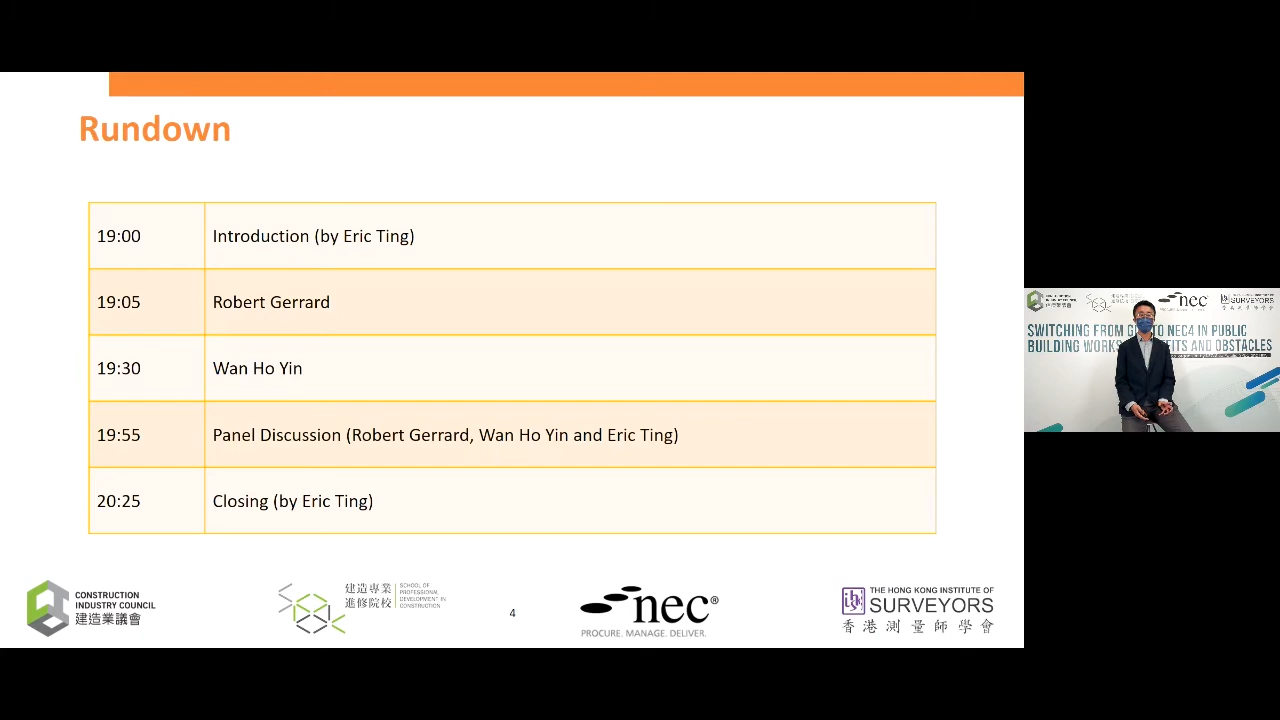 Rundown
19:00 Introduction (by Eric Ting)
19:05 Robert Gerrard
19:30 Wan Ho Yin
19:55 Panel Discussion (Robert Gerrard, Wan Ho Yin and Eric Ting)
20:25 Closing (by Eric Ting)
CONSTRUCTION
INDUSTRY COUNCIL
建造業議會
建造專業
進修院校
SCHOOL OF
PROFESSIONAL
DEVELOPMENT IN
CONSTRUCTION
4
nec®
PROCURE. MANAGE. DELIVER.
THE HONG KONG INSTITUTE OF
SURVEYORS
香港測量師學會
nec
SURVEYORS
SWITCHING FROM TO NEC4 IN PUBLIC
BUILDING WORKS AND OBSTACLES